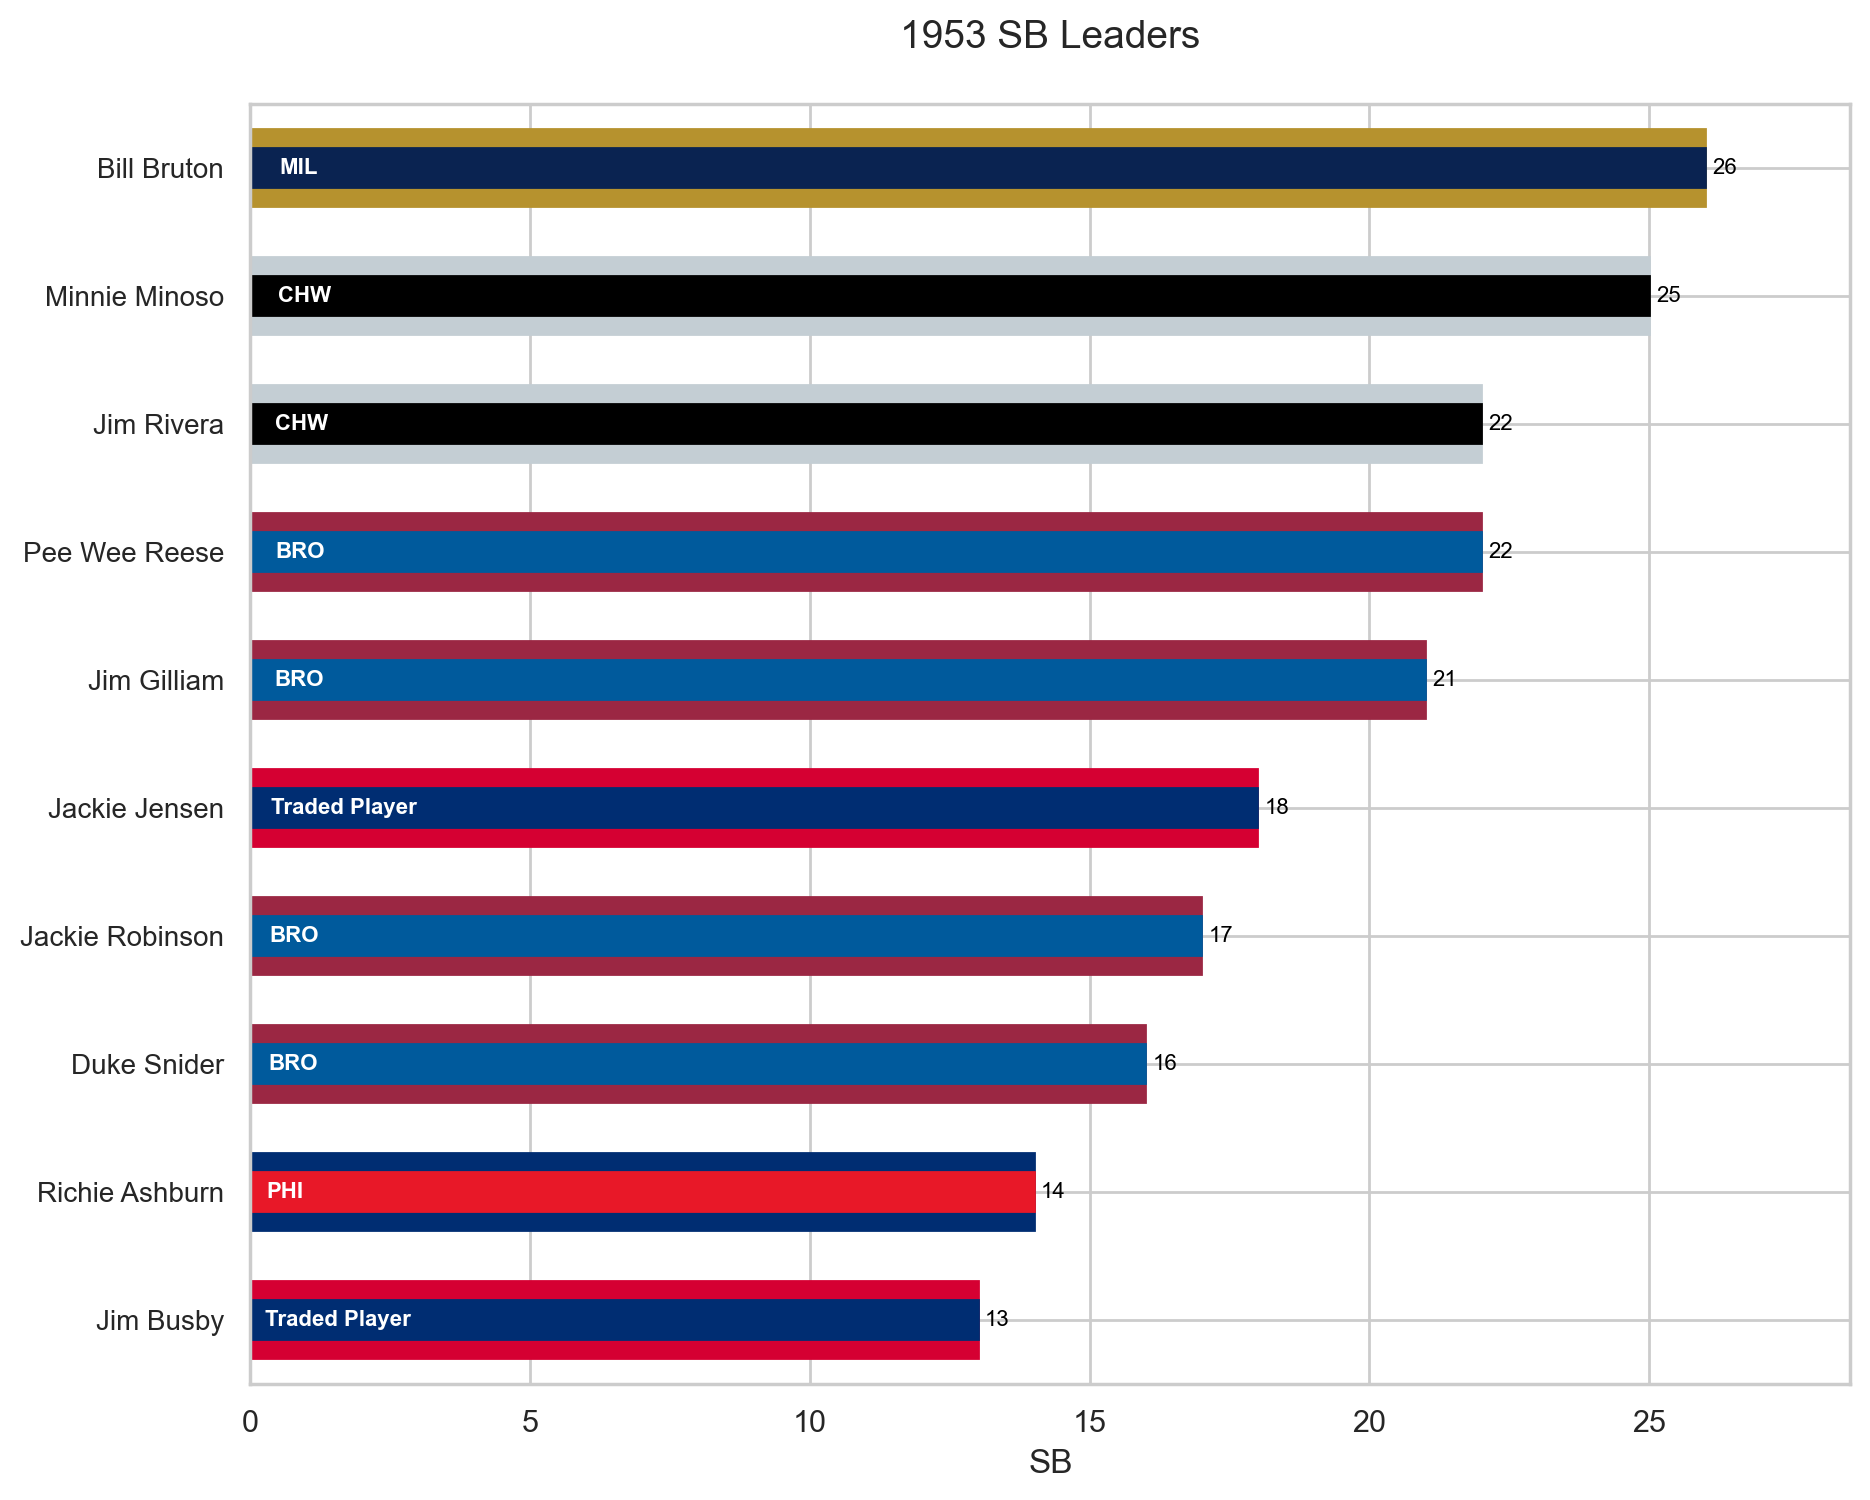 1953 SB Leaders
Bill Bruton MIL 26
Minnie Minoso CHW 25
Jim Rivera CHW 22
Pee Wee Reese BRO 22
Jim Gilliam BRO 21
Jackie Jensen Traded Player 18
Jackie Robinson BRO 17
Duke Snider BRO 16
Richie Ashburn PHI 14
Jim Busby Traded Player 13
0 5 10 15 20 25
SB